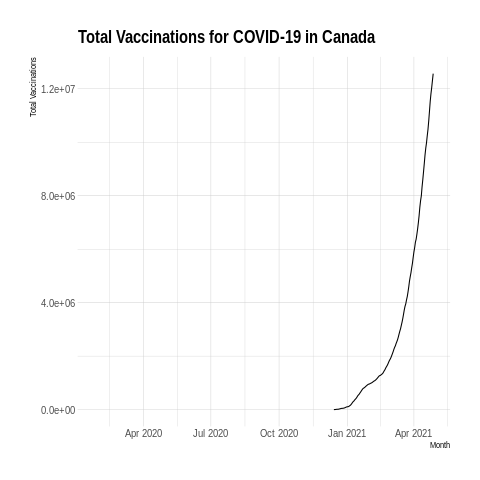 Total Vaccinations for COVID-19 in Canada
Total Vaccinations
1.2e+07
8.0e+06
4.0e+06
0.0e+00
Apr 2020 Jul 2020 Oct 2020 Jan 2021 Apr 2021
Month